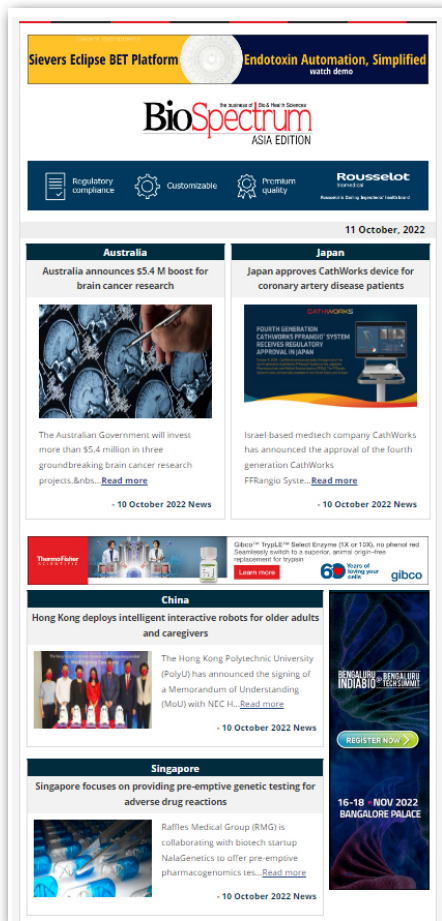 Sievers Eclipse BET Platform
Endotoxin Automation, Simplified
watch demo
the business of Bio & Health Sciences
BioSpectrum
ASIA EDITION
Regulatory compliance
Customizable
Premium quality
Rousselot
biomedical
11 October, 2022
Australia
Australia announces $5.4 M boost for
brain cancer research
The Australian Government will invest
more than $5.4 million in three
groundbreaking brain cancer research
projects.&nbs...Read more
- 10 October 2022 News
Japan
Japan approves CathWorks device for
coronary artery disease patients
CATHWORKS
FOURTH GENERATION
CATHWORKS FFRANGIO® SYSTEM
RECEIVES REGULATORY
APPROVAL IN JAPAN
Israel-based medtech company CathWorks
has announced the approval of the fourth
generation CathWorks
FFRangio Syste...Read more
- 10 October 2022 News
ThermoFisher
SCIENTIFIC
Gibco™ TrypLE™ Select Enzyme (1X or 10X), no phenol red
Seamlessly switch to a superior, animal origin–free
replacement for trypsin
Learn more
60 Years of
loving your
cells
gibco
China
Hong Kong deploys intelligent interactive robots for older adults
and caregivers
The Hong Kong Polytechnic University
(PolyU) has announced the signing of
a Memorandum of Understanding
(MoU) with NEC H...Read more
- 10 October 2022 News
Singapore
Singapore focuses on providing pre-emptive genetic testing for
adverse drug reactions
Raffles Medical Group (RMG) is
collaborating with biotech startup
NalaGenetics to offer pre-emptive
pharmacogenomics tes...Read more
- 10 October 2022 News
BENGALURU
INDIABIO
BENGALURU
TECH SUMMIT
REGISTER NOW
16-18 • NOV 2022
BANGALORE PALACE